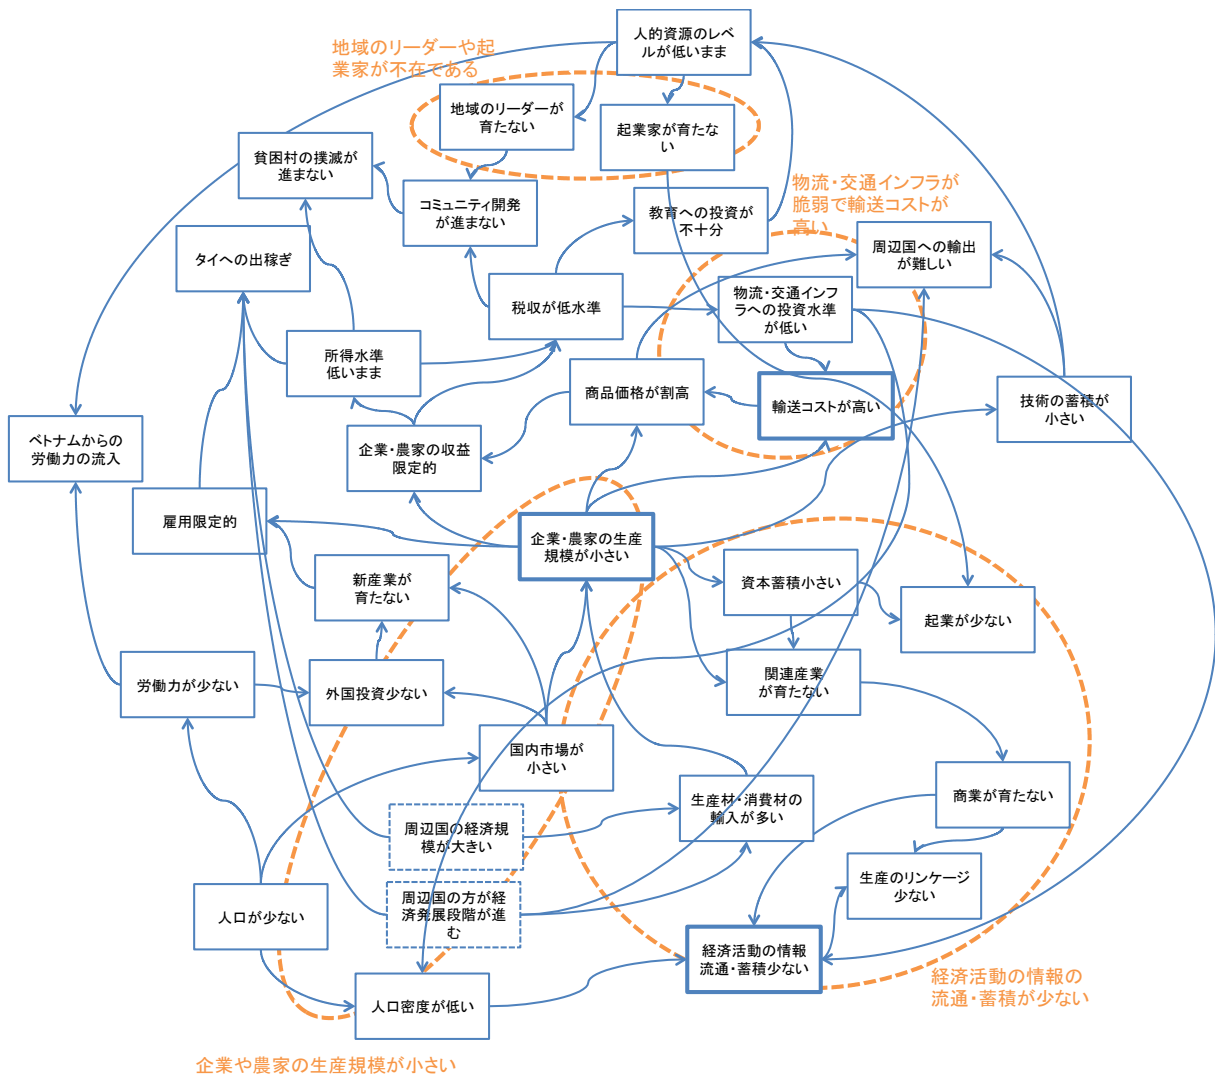 人的資源のレベ
ルが低いまま
地域のリーダーや起
業家が不在である
地域のリーダーが
育たない
起業家が育たな
い
貧困村の撲滅が
進まない
コミュニティ開発
が進まない
教育への投資が
不十分
物流・交通インフラが
脆弱で輸送コストが
高い
周辺国への輸出
が難しい
タイへの出稼ぎ
税収が低水準
物流・交通インフ
ラへの投資水準
が低い
所得水準
低いまま
商品価格が割高
輸送コストが高い
技術の蓄積が
小さい
ベトナムからの
労働力の流入
企業・農家の収益
限定的
雇用限定的
企業・農家の生産
規模が小さい
新産業が
育たない
資本蓄積小さい
起業が少ない
労働力が少ない
外国投資少ない
関連産業
が育たない
国内市場が
小さい
生産材・消費材の
輸入が多い
商業が育たない
周辺国の経済規
模が大きい
生産のリンケージ
少ない
人口が少ない
周辺国の方が経
済発展段階が進
む
経済活動の情報
流通・蓄積少ない
人口密度が低い
経済活動の情報の
流通・蓄積が少ない
企業や農家の生産規模が小さい